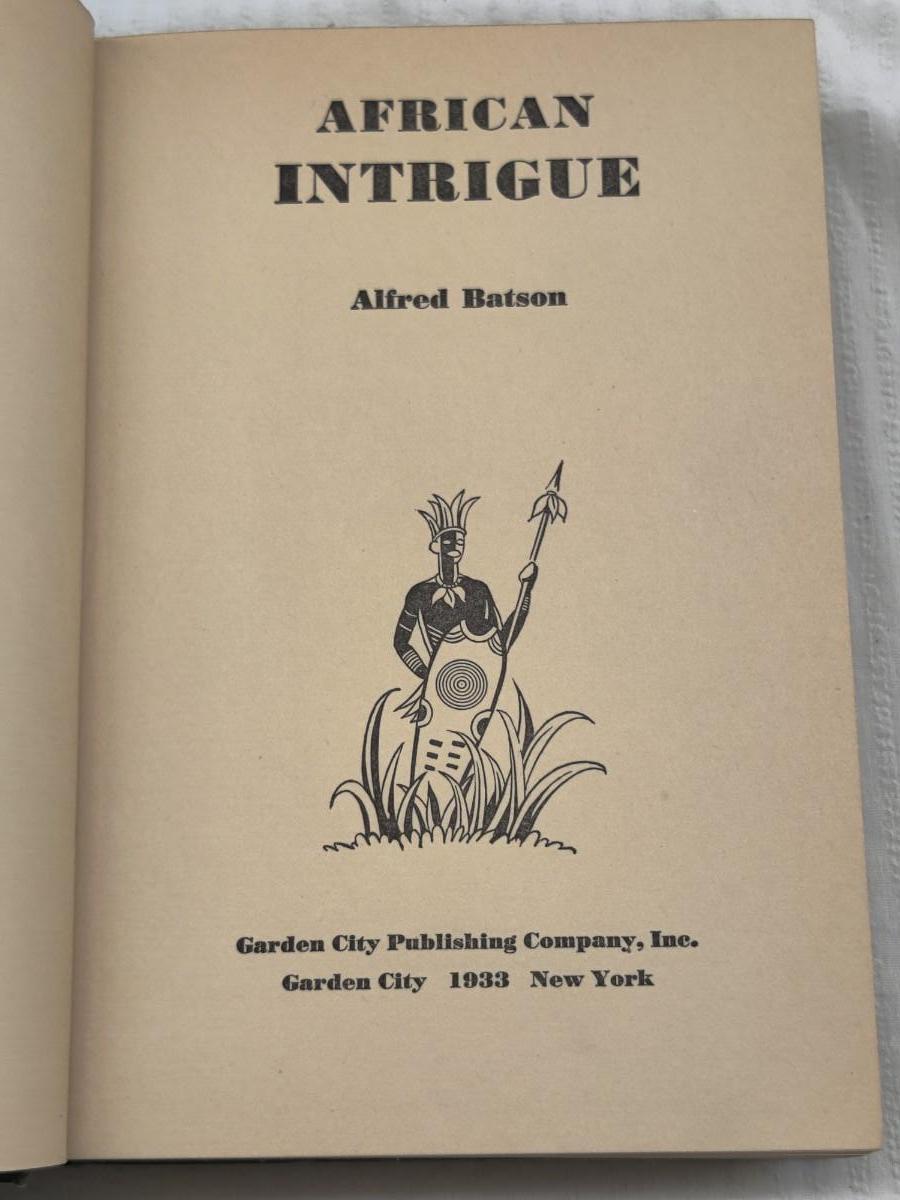 AFRICAN
INTRIGUE
Alfred Batson
Garden City Publishing Company, Inc.
Garden City 1933 New York